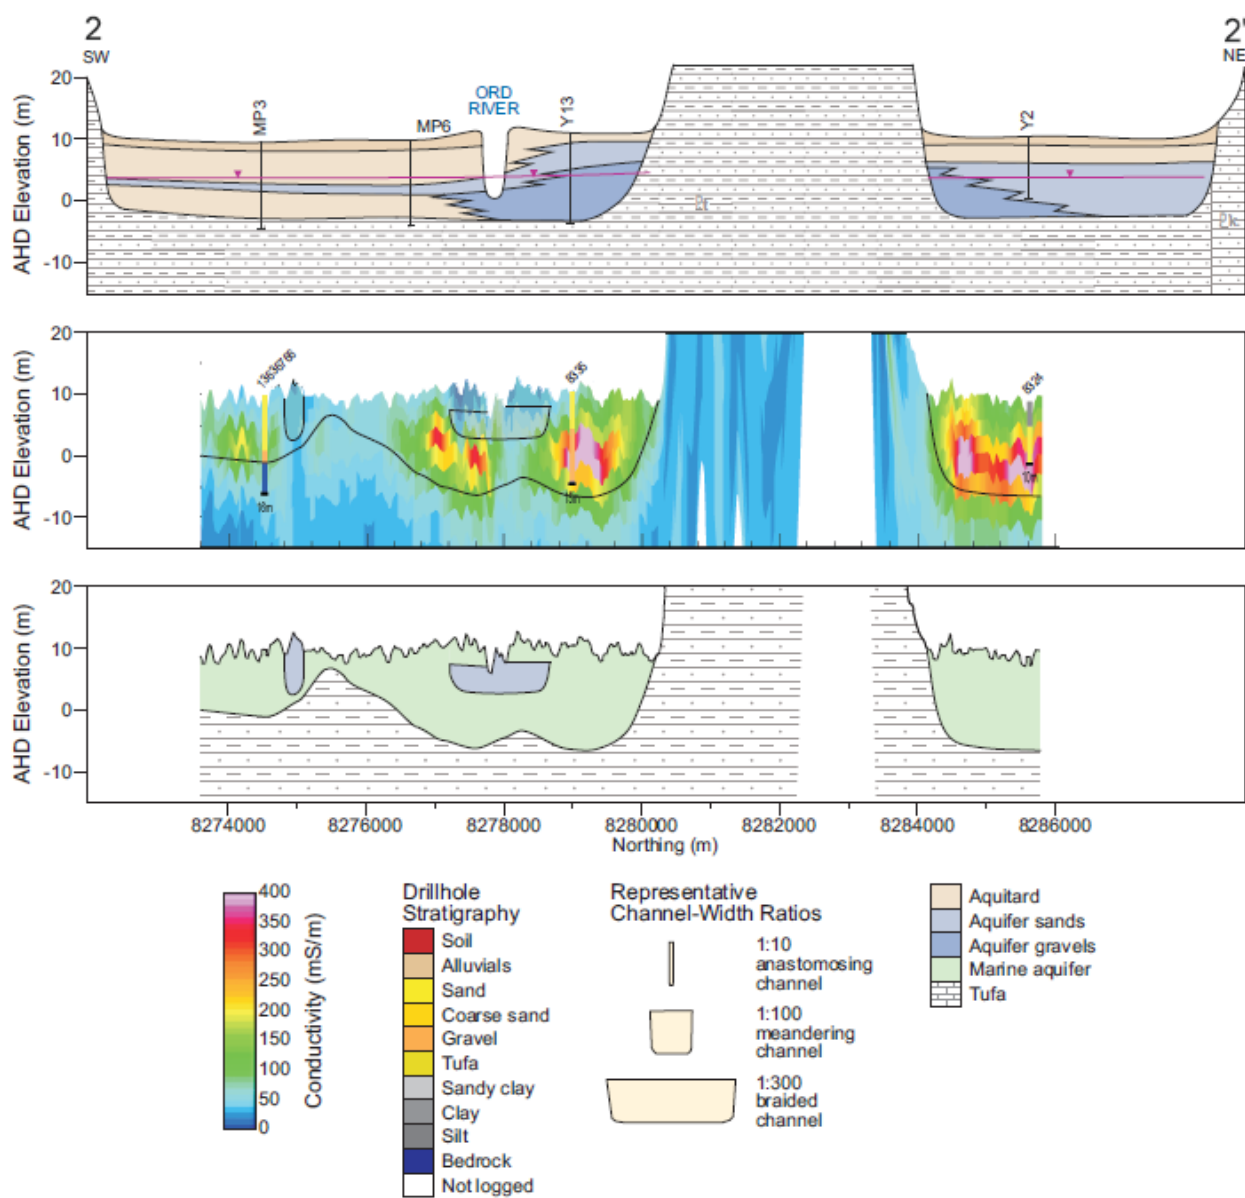 2
SW
2'
NE
ORD
RIVER
MP3
MP6
Y13
Y2
AHD Elevation (m)
20
10
0
-10
AHD Elevation (m)
20
10
0
-10
8335
8324
16m
15m
10m
AHD Elevation (m)
20
10
0
-10
8274000 8276000 8278000 8280000 8282000 8284000 8286000
Northing (m)
400
350
300
250
200
150
100
50
0
Conductivity (mS/m)
Drillhole
Stratigraphy
Soil
Alluvials
Sand
Coarse sand
Gravel
Tufa
Sandy clay
Clay
Silt
Bedrock
Not logged
Representative
Channel-Width Ratios
1:10
anastomosing
channel
1:100
meandering
channel
1:300
braided
channel
Aquitard
Aquifer sands
Aquifer gravels
Marine aquifer
Tufa